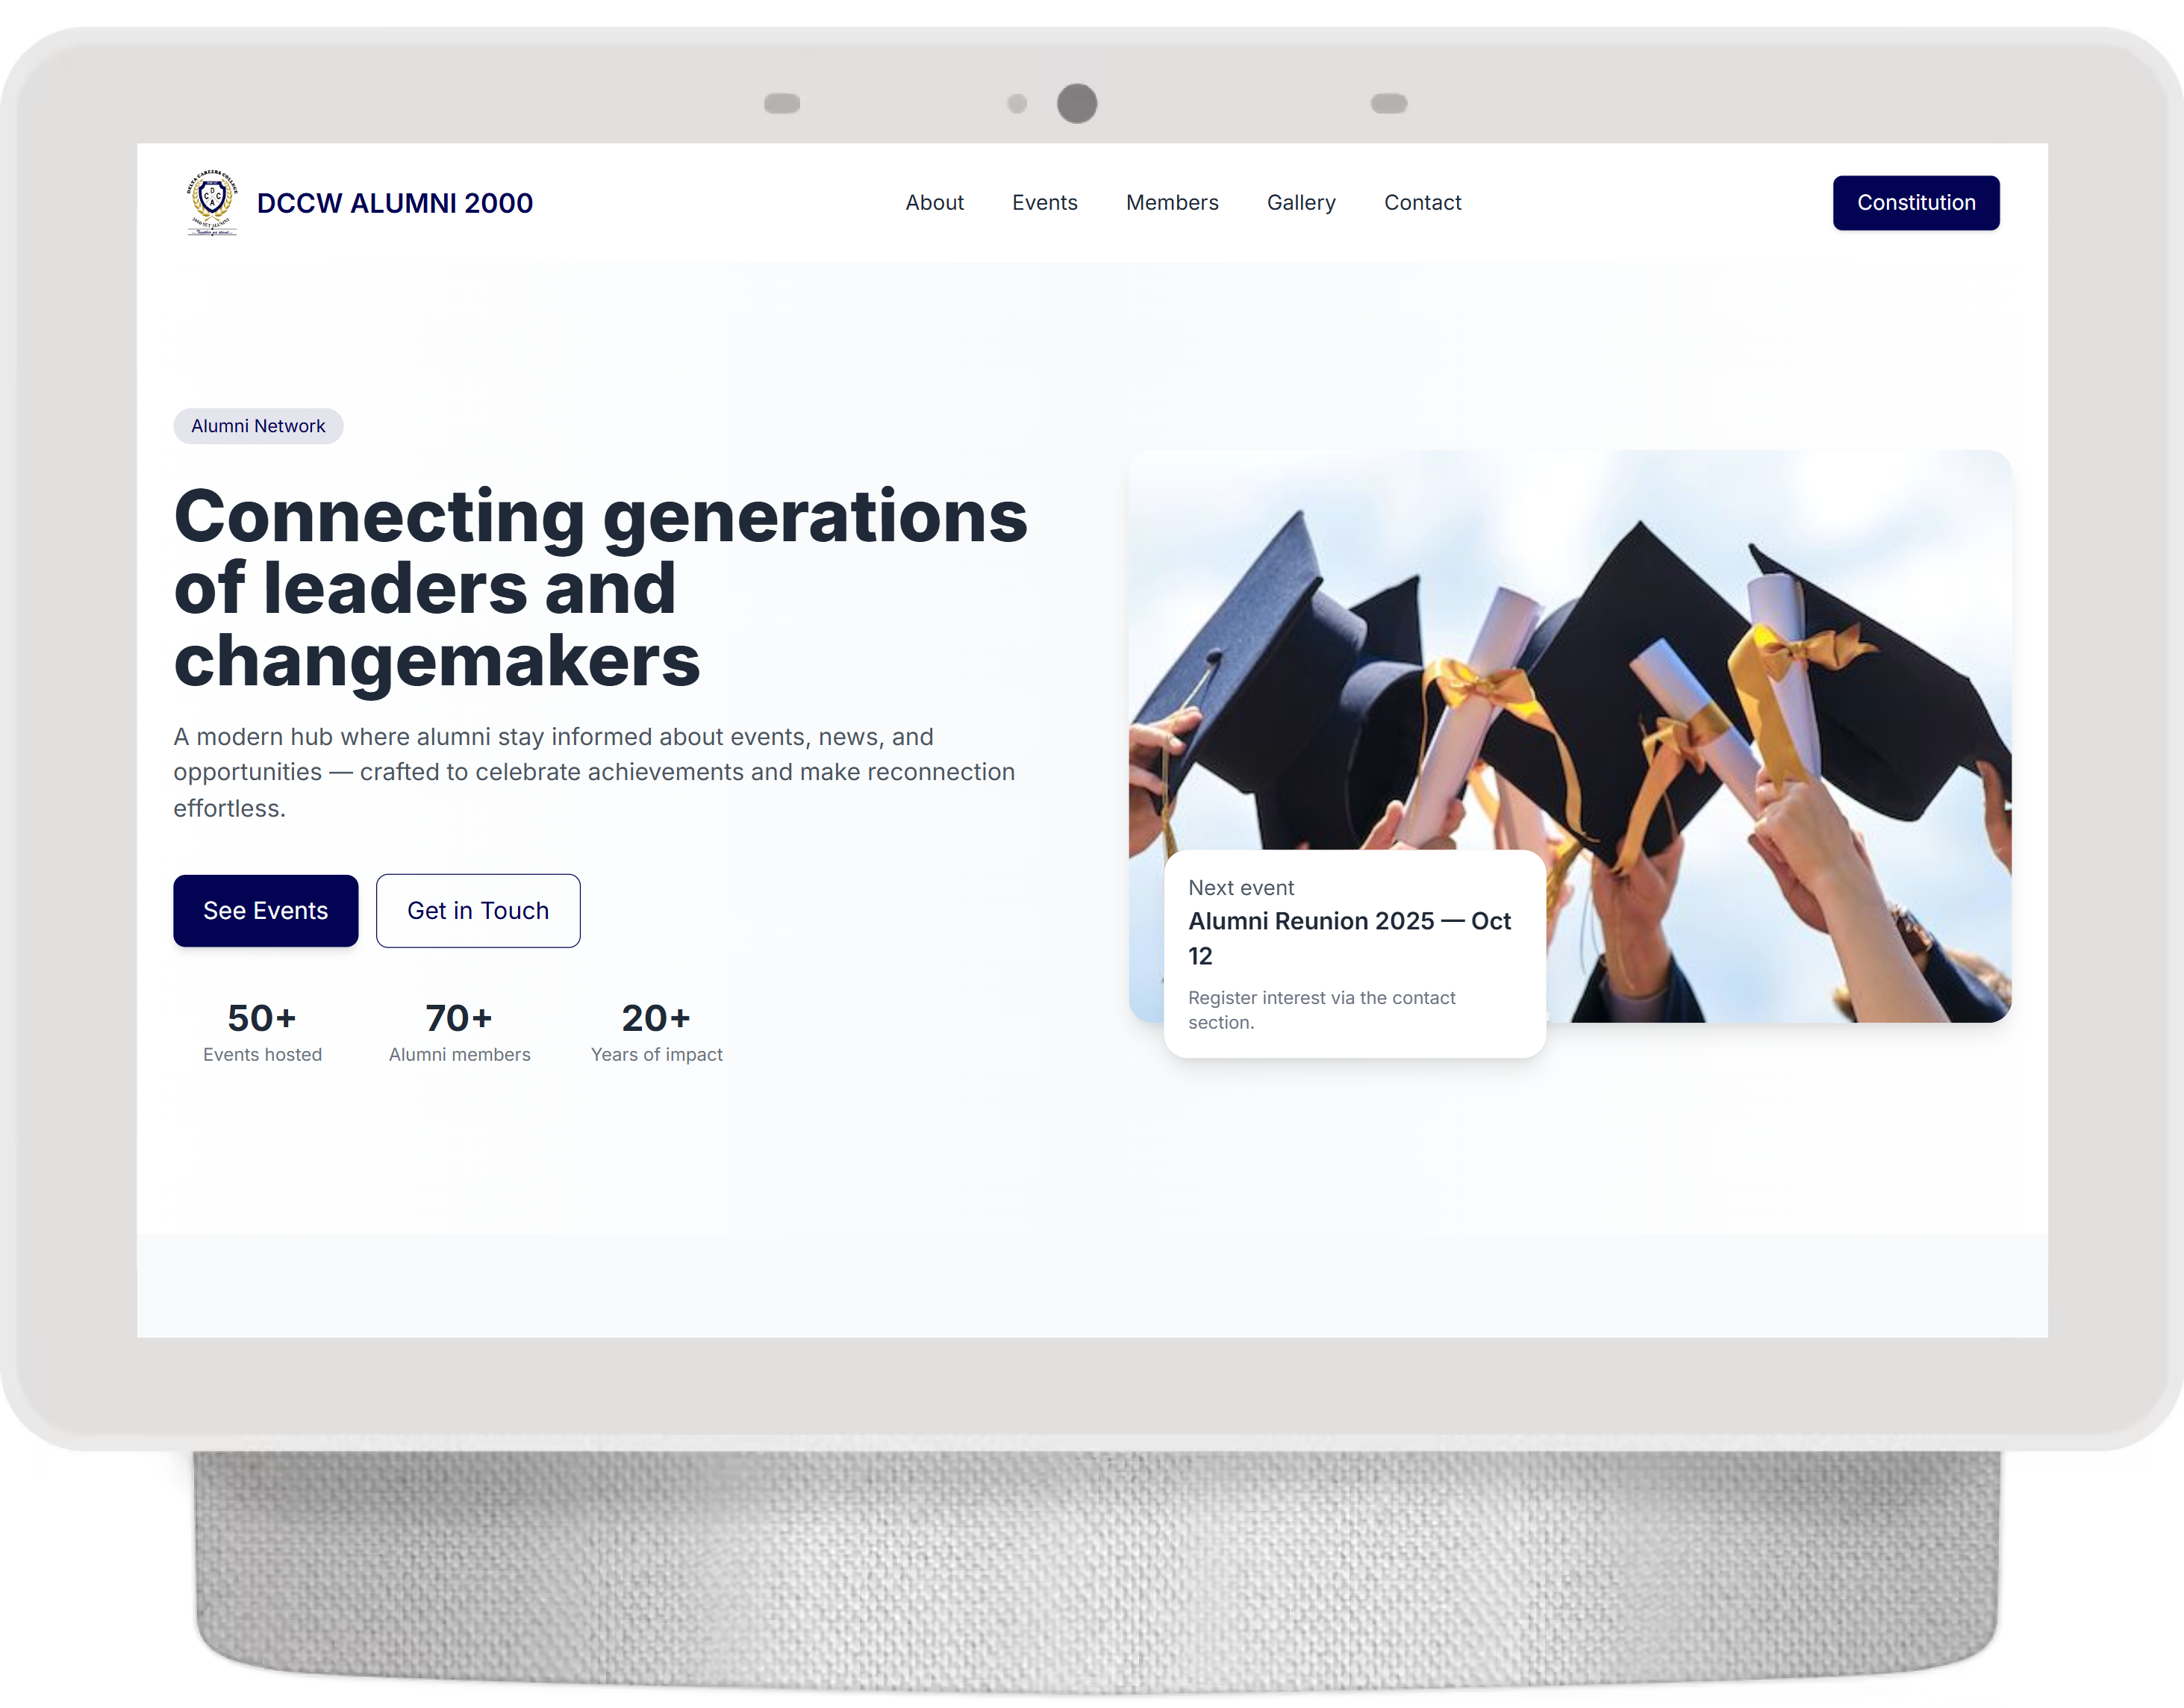 DELTA CAREERS COLLEGE
D
C C
A
DCCW ALUMNI 2000
About
Events
Members
Gallery
Contact
Constitution
Alumni Network
Connecting generations
of leaders and
changemakers
A modern hub where alumni stay informed about events, news, and
opportunities — crafted to celebrate achievements and make reconnection
effortless.
See Events
Get in Touch
50+
Events hosted
70+
Alumni members
20+
Years of impact
Next event
Alumni Reunion 2025 — Oct
12
Register interest via the contact
section.